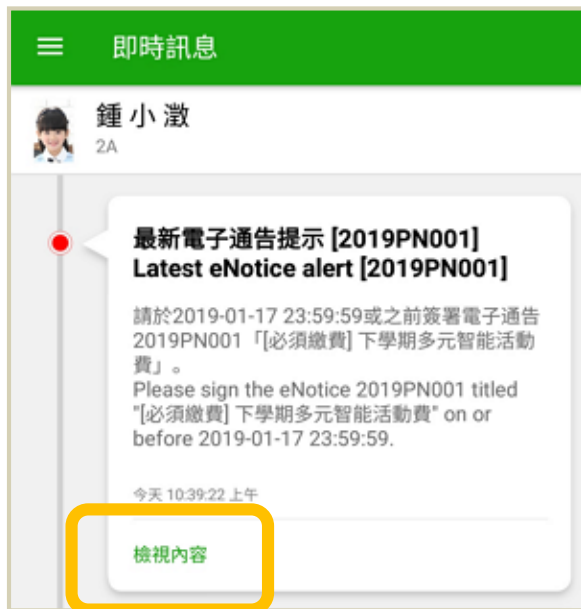 即時訊息
鍾小澂
2A
最新電子通告提示 [2019PN001]
Latest eNotice alert [2019PN001]
請於2019-01-17 23:59:59或之前簽署電子通告
2019PN001「[必須繳費] 下學期多元智能活動
費」。
Please sign the eNotice 2019PN001 titled
"[必須繳費] 下學期多元智能活動費" on or
before 2019-01-17 23:59:59.
今天 10:39:22 上午
檢視內容